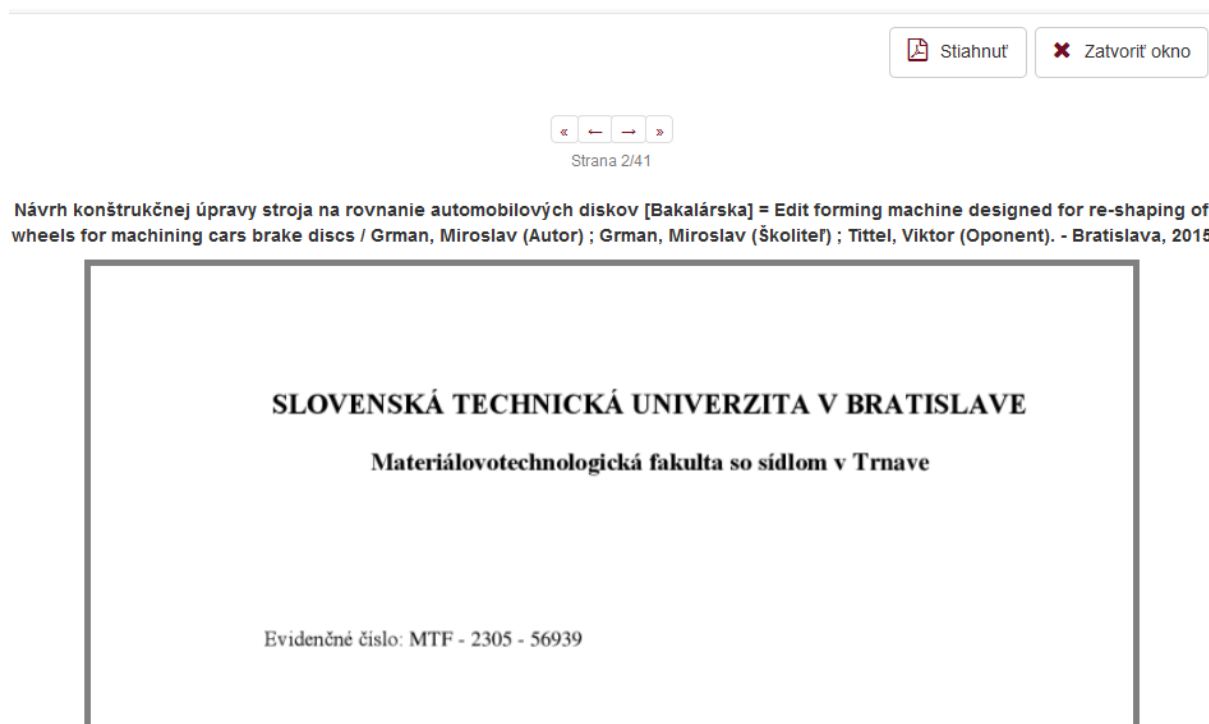 Stiahnuť
Zatvoriť okno
« ← → »
Strana 2/41
Návrh konštrukčnej úpravy stroja na rovnanie automobilových diskov [Bakalárska] = Edit forming machine designed for re-shaping of
wheels for machining cars brake discs / Grman, Miroslav (Autor) ; Grman, Miroslav (Školiteľ) ; Tittel, Viktor (Oponent). - Bratislava, 2015
SLOVENSKÁ TECHNICKÁ UNIVERZITA V BRATISLAVE
Materiálovotechnologická fakulta so sídlom v Trnave
Evidenčné číslo: MTF - 2305 - 56939